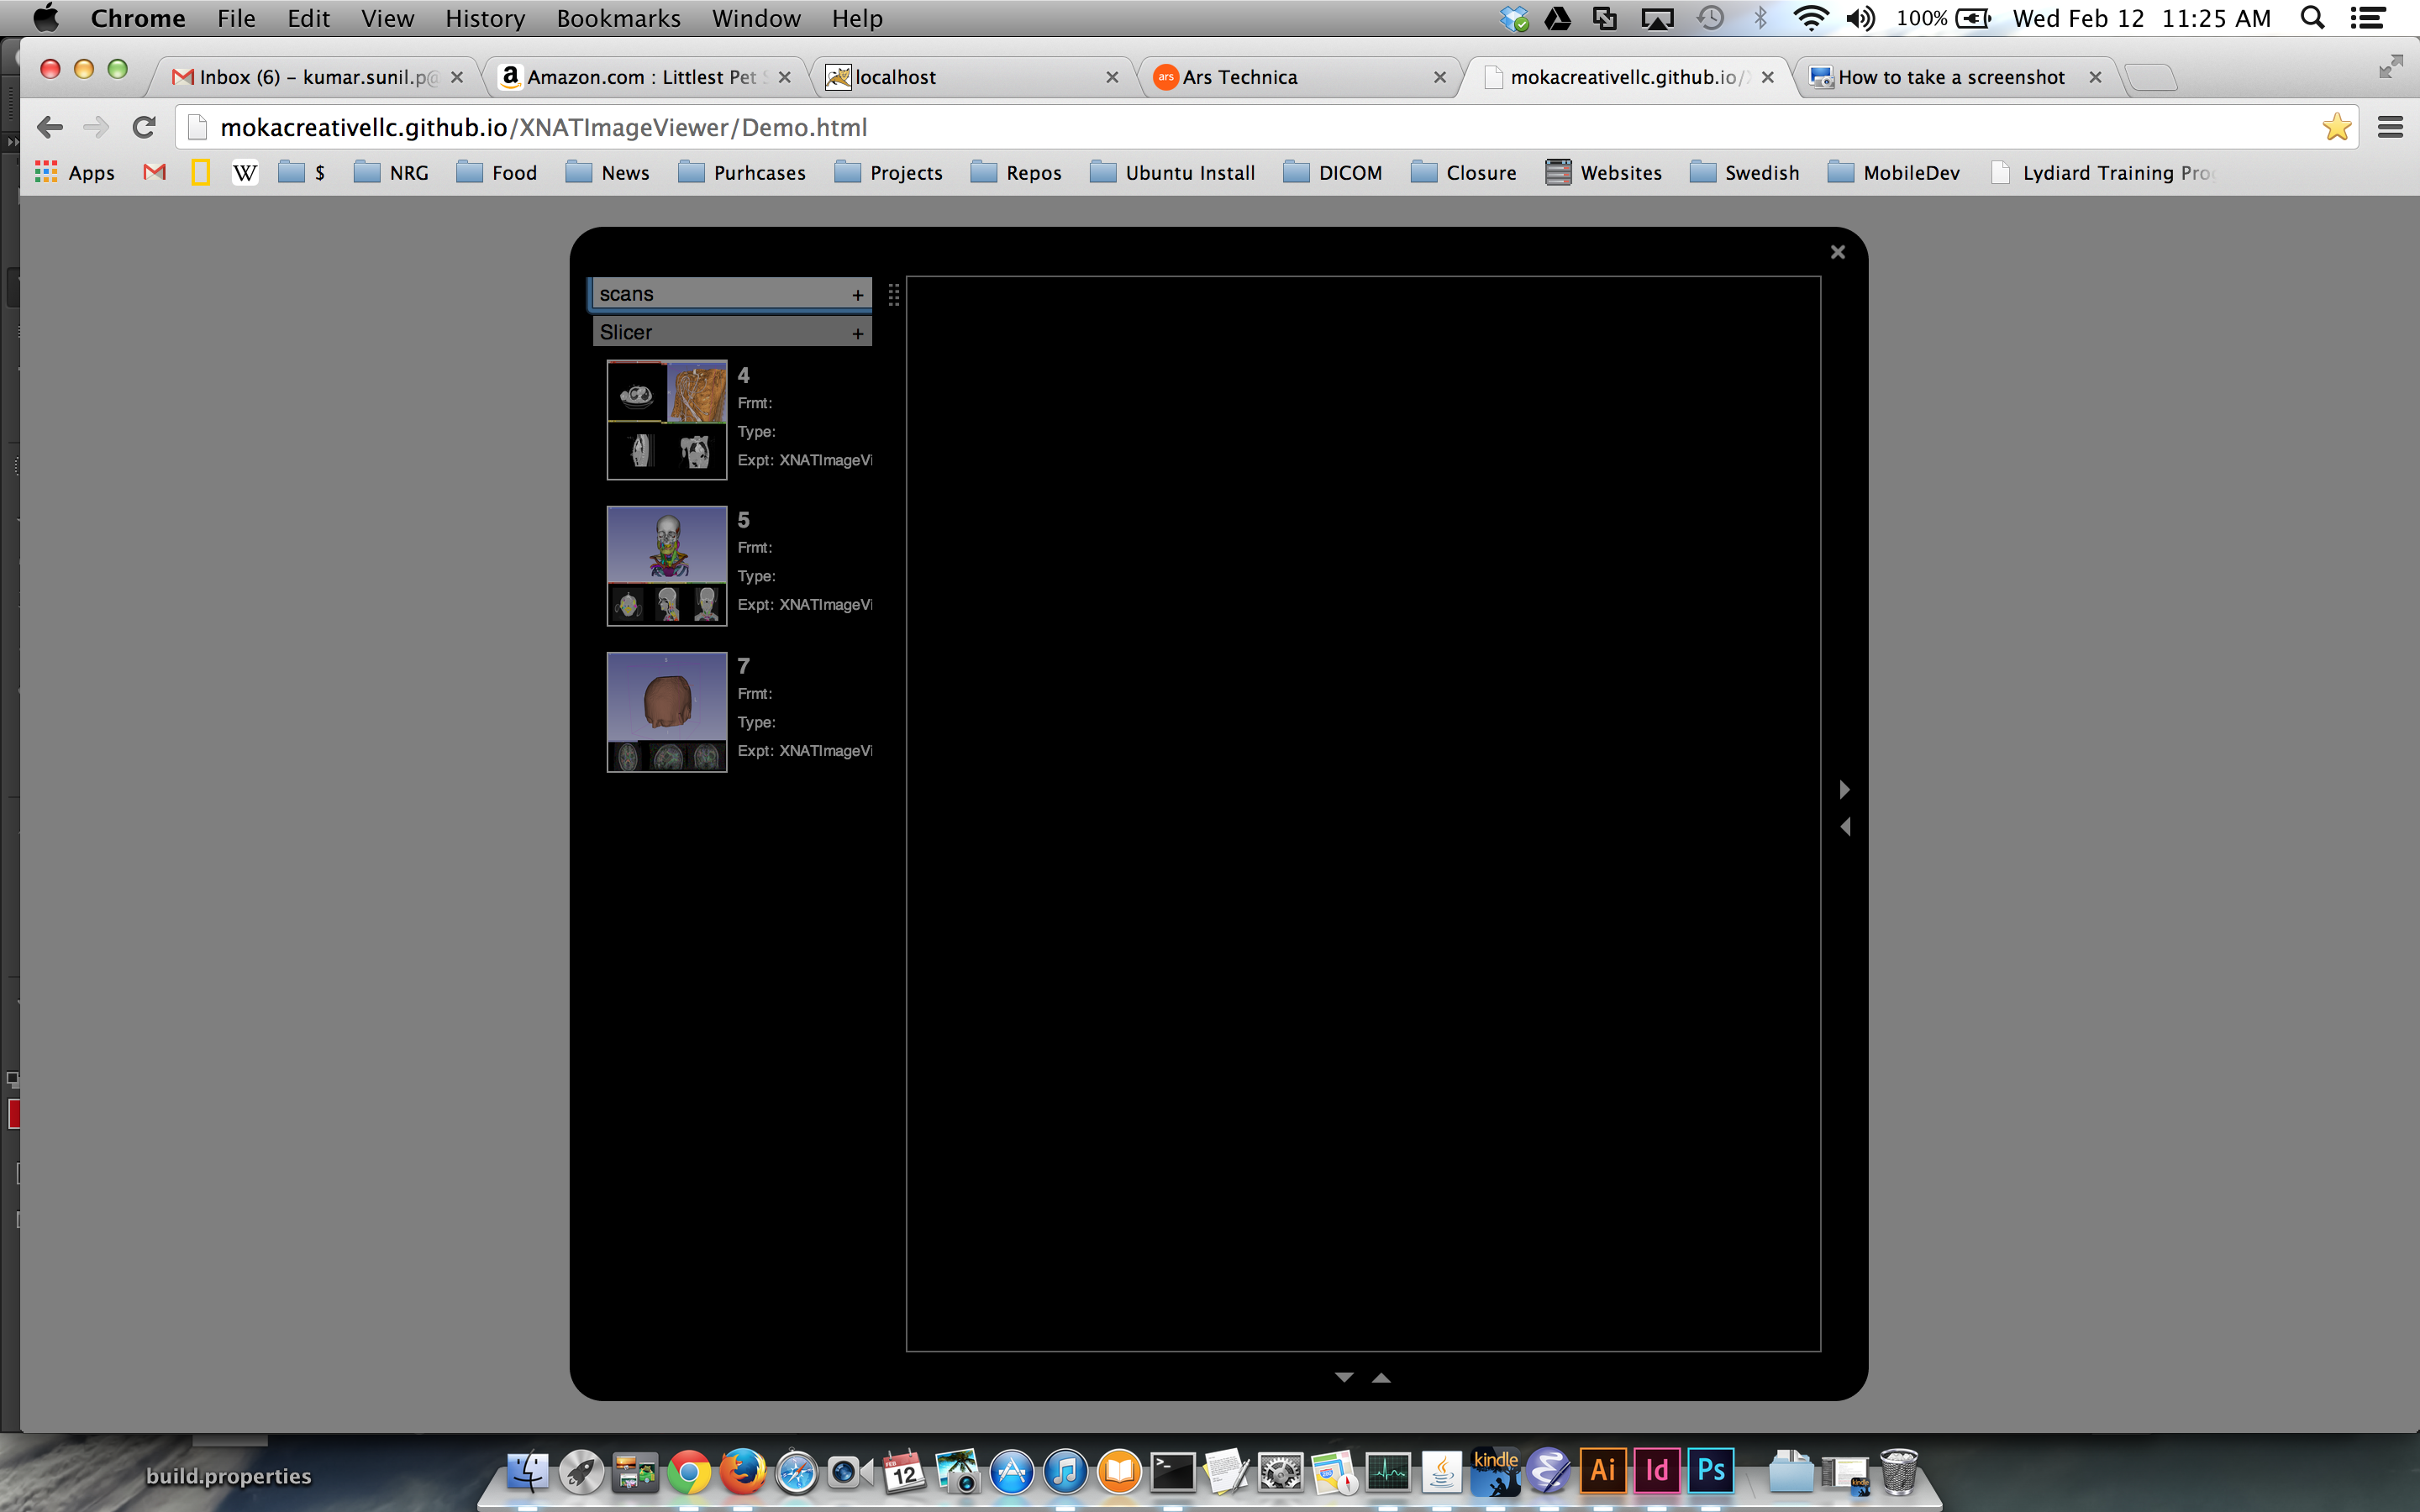 Chrome File Edit View History Bookmarks Window Help 100% Wed Feb 12 11:25 AM
Inbox (6) – kumar.sunil.p@ Amazon.com : Littlest Pet S localhost ars Ars Technica mokacreativellc.github.io/X How to take a screenshot
mokacreativellc.github.io/XNATImageViewer/Demo.html
Apps W $ NRG Food News Purhcases Projects Repos Ubuntu Install DICOM Closure Websites Swedish MobileDev Lydiard Training Prog
scans +
Slicer +
4
Frmt:
Type:
Expt: XNATImageVi
5
Frmt:
Type:
Expt: XNATImageVi
7
Frmt:
Type:
Expt: XNATImageVi
build.properties
FEB
12
kindle
Ai Id Ps